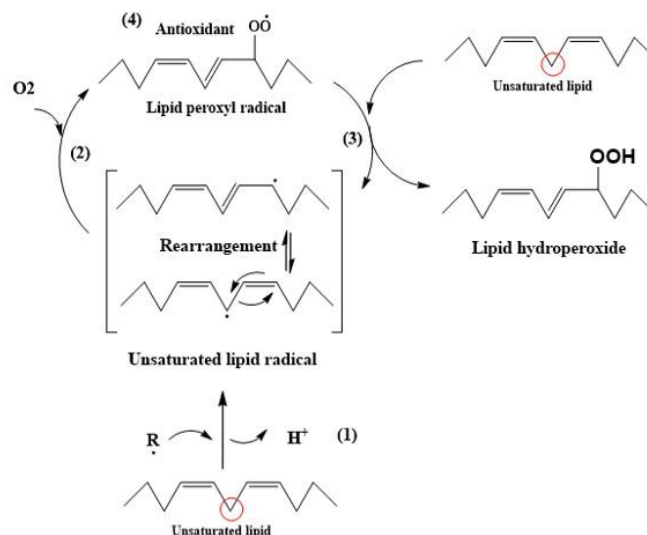 (4)
Antioxidant
OȮ
O2
Lipid peroxyl radical
Unsaturated lipid
(2)
(3)
OOH
Rearrangement
Lipid hydroperoxide
Unsaturated lipid radical
R
H+
(1)
Unsaturated lipid